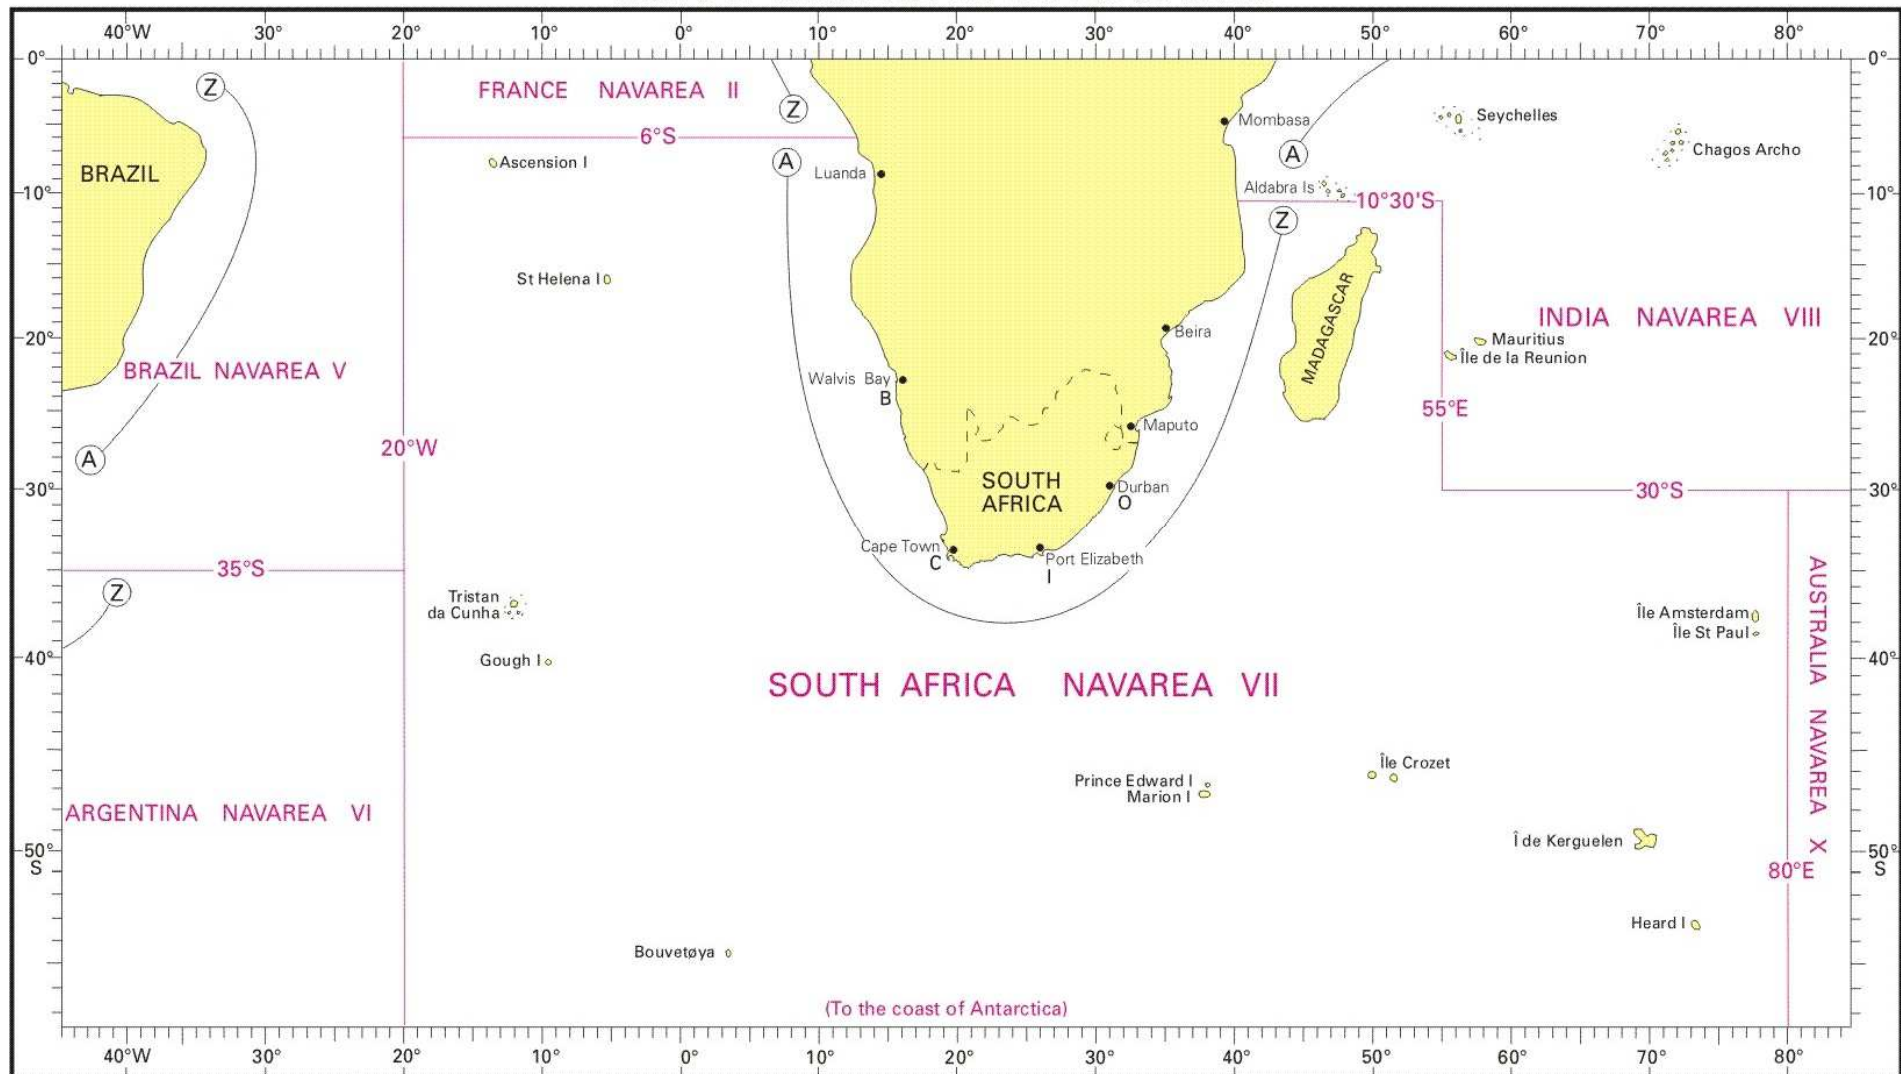 40°W 30° 20° 10° 0° 10° 20° 30° 40° 50° 60° 70° 80°
0° 0°
Z
FRANCE NAVAREA II
Z
Seychelles
Mombasa
6°S
Chagos Archo
A
A
Ascension I
BRAZIL
Luanda
Aldabra Is
10° 10°
10°30'S
Z
St Helena I
MADAGASCAR
INDIA NAVAREA VIII
Beira
20° 20°
Mauritius
Île de la Reunion
BRAZIL NAVAREA V
Walvis Bay
B
55°E
Maputo
20°W
A
SOUTH
AFRICA
Durban
O
30° 30°
30°S
Cape Town
C
Port Elizabeth
I
35°S
Z
Tristan
da Cunha
Île Amsterdam
Île St Paul
AUSTRALIA NAVAREA X
40° 40°
Gough I
SOUTH AFRICA NAVAREA VII
Île Crozet
Prince Edward I
Marion I
ARGENTINA NAVAREA VI
Î de Kerguelen
50° 50°
S S
80°E
Heard I
Bouvetøya
(To the coast of Antarctica)
40°W 30° 20° 10° 0° 10° 20° 30° 40° 50° 60° 70° 80°